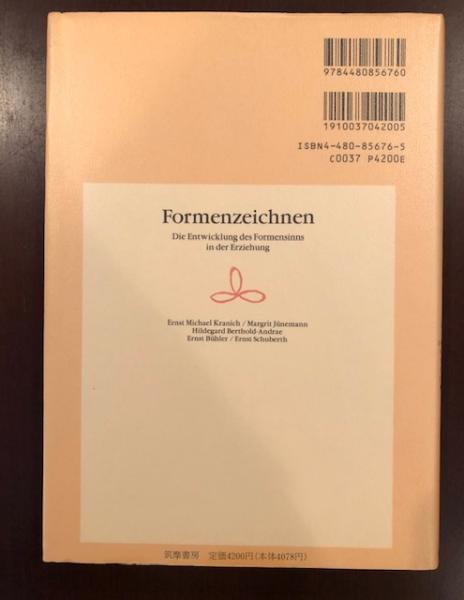 9784480856760
1910037042005
ISBN4-480-85676-5
C0037 P4200E
Formenzeichnen
Die Entwicklung des Formensinns
in der Erziehung
Ernst Michael Kranich / Margrit Jünemann
Hildegard Berthold-Andrae
Ernst Bühler / Ernst Schuberth
筑摩書房 定価4200円(本体4078円)